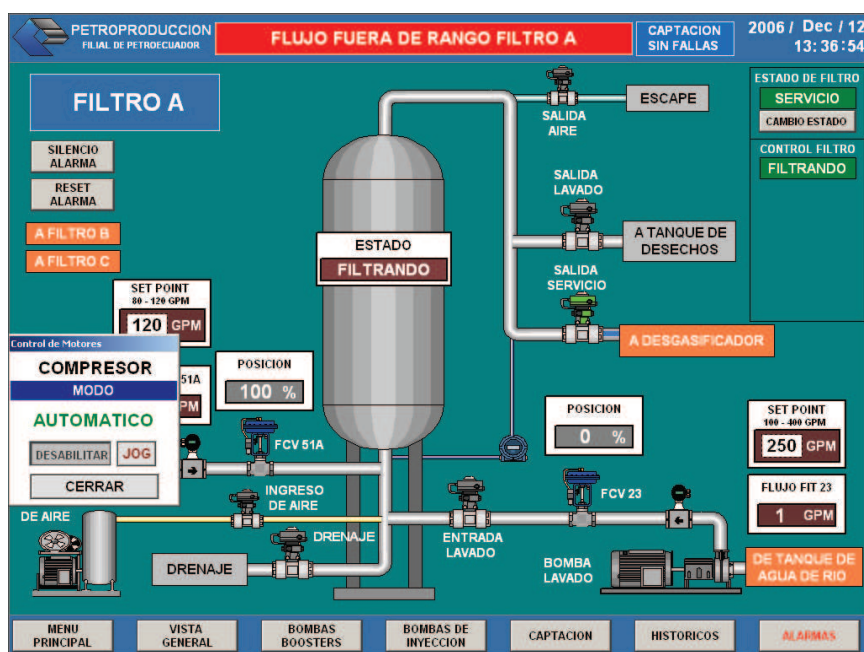 PETROPRODUCCION
FILIAL DE PETROECUADOR
FLUJO FUERA DE RANGO FILTRO A
CAPTACION
SIN FALLAS
2006 / Dec / 12
13:36:54
FILTRO A
SILENCIO
ALARMA
RESET
ALARMA
A FILTRO B
A FILTRO C
SALIDA
AIRE
ESCAPE
ESTADO DE FILTRO
SERVICIO
CAMBIO ESTADO
CONTROL FILTRO
FILTRANDO
SALIDA
LAVADO
A TANQUE DE
DESECHOS
ESTADO
FILTRANDO
SALIDA
SERVICIO
A DESGASIFICADOR
SET POINT
80 - 120 GPM
120 GPM
Control de Motores
COMPRESOR
MODO
AUTOMATICO
DESABILITAR JOG
CERRAR
51A
PM
POSICION
100 %
FCV 51A
POSICION
0 %
SET POINT
100 - 400 GPM
250 GPM
FLUJO FIT 23
1 GPM
FCV 23
INGRESO
DE AIRE
DE AIRE
DRENAJE
DRENAJE
ENTRADA
LAVADO
BOMBA
LAVADO
DE TANQUE DE
AGUA DE RIO
MENU
PRINCIPAL
VISTA
GENERAL
BOMBAS
BOOSTERS
BOMBAS DE
INYECCION
CAPTACION
HISTORICOS
ALARMAS